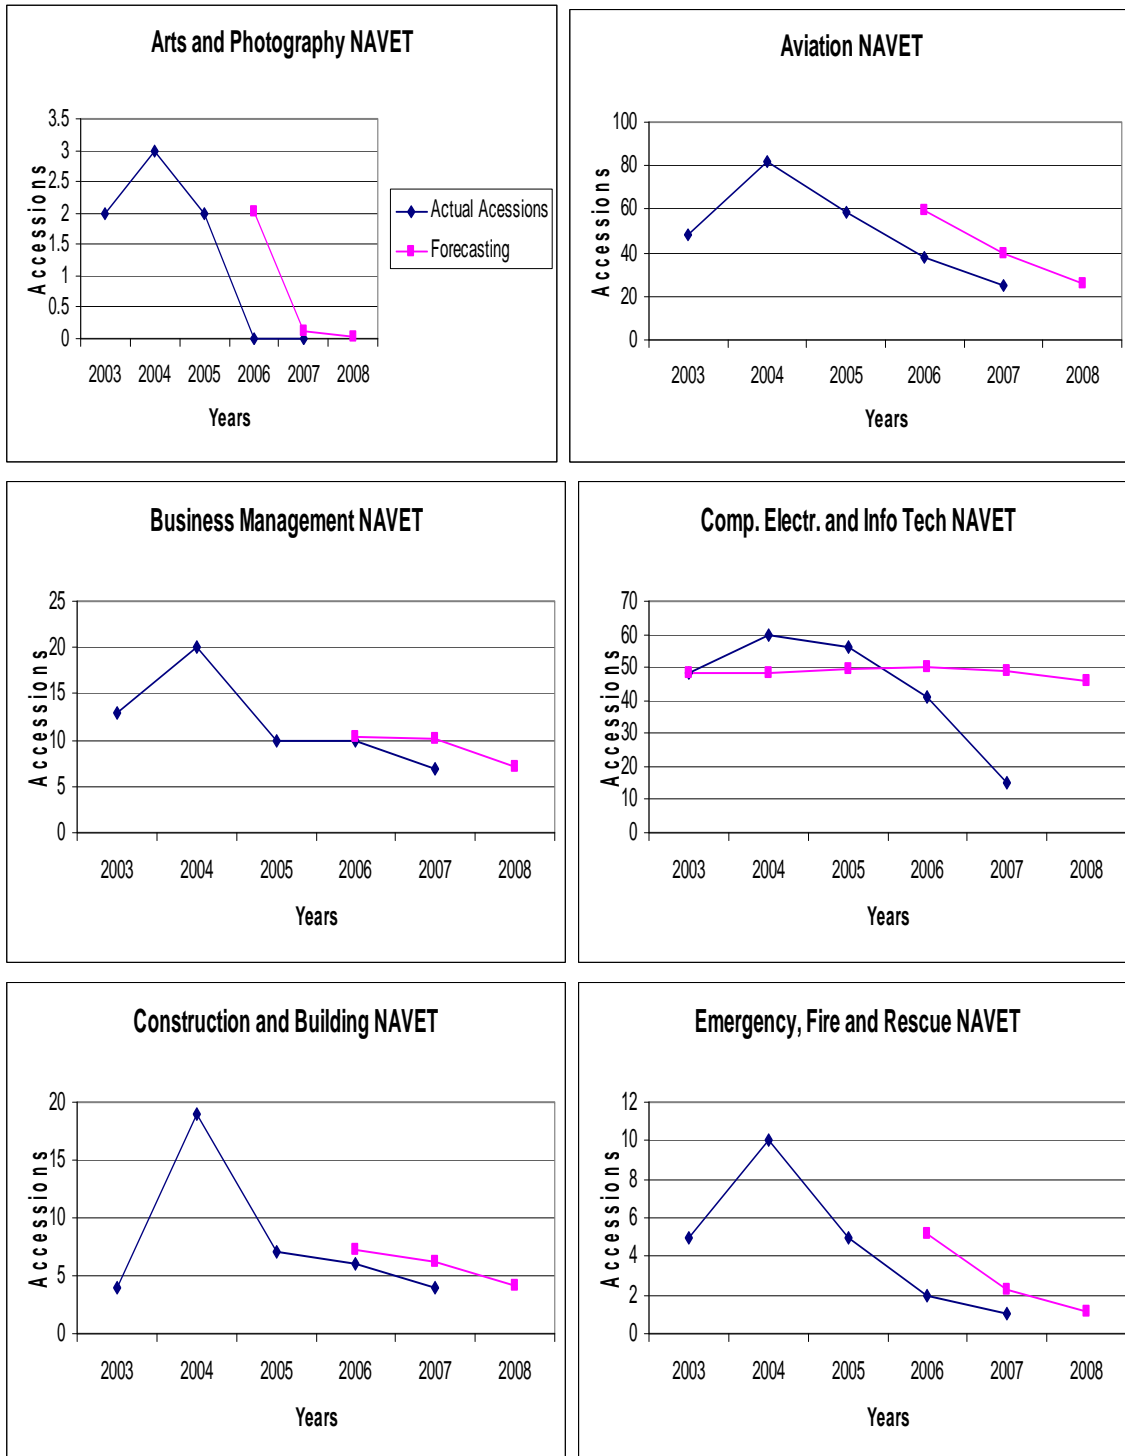 Arts and Photography NAVET
3.5
3
2.5
2
1.5
1
0.5
0
Accessions
2003 2004 2005 2006 2007 2008
Years
Actual Acessions
Forecasting
Aviation NAVET
100
80
60
40
20
0
Accessions
2003 2004 2005 2006 2007 2008
Years
Business Management NAVET
25
20
15
10
5
0
Accessions
2003 2004 2005 2006 2007 2008
Years
Comp. Electr. and Info Tech NAVET
70
60
50
40
30
20
10
0
Accessions
2003 2004 2005 2006 2007 2008
Years
Construction and Building NAVET
20
15
10
5
0
Accessions
2003 2004 2005 2006 2007 2008
Years
Emergency, Fire and Rescue NAVET
12
10
8
6
4
2
0
Accessions
2003 2004 2005 2006 2007 2008
Years